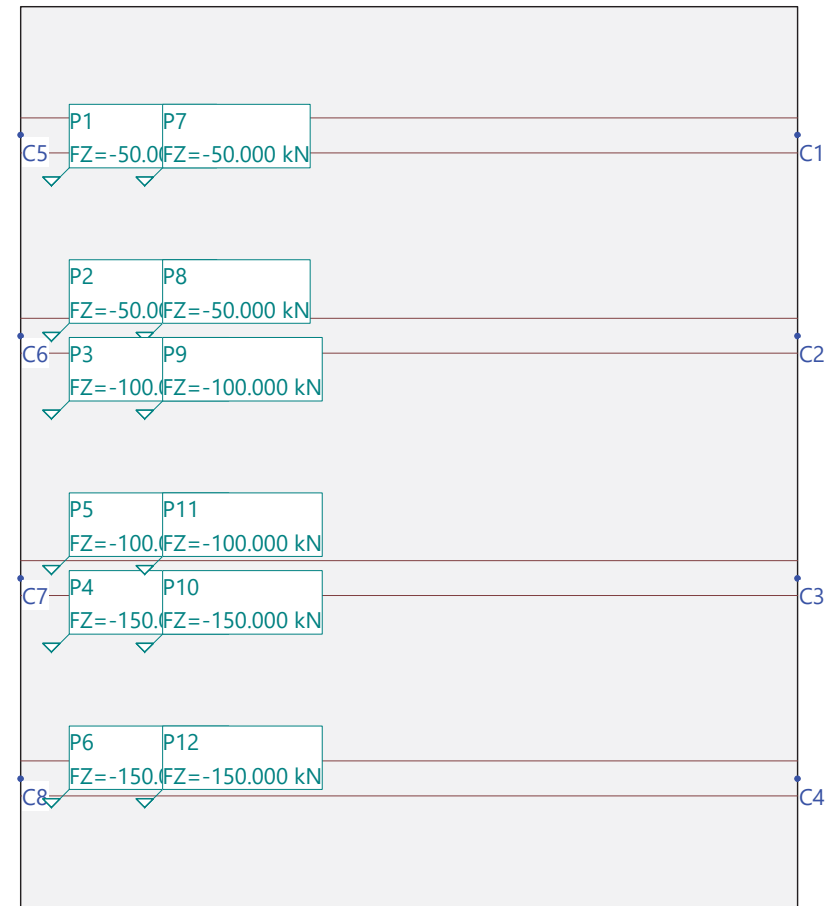 P1
FZ=-50.0
P7
FZ=-50.000 kN
C5
C1
P2
FZ=-50.0
P8
FZ=-50.000 kN
C6
C2
P3
FZ=-100.
P9
FZ=-100.000 kN
P5
FZ=-100.
P11
FZ=-100.000 kN
C7
C3
P4
FZ=-150.
P10
FZ=-150.000 kN
P6
FZ=-150.
P12
FZ=-150.000 kN
C8
C4